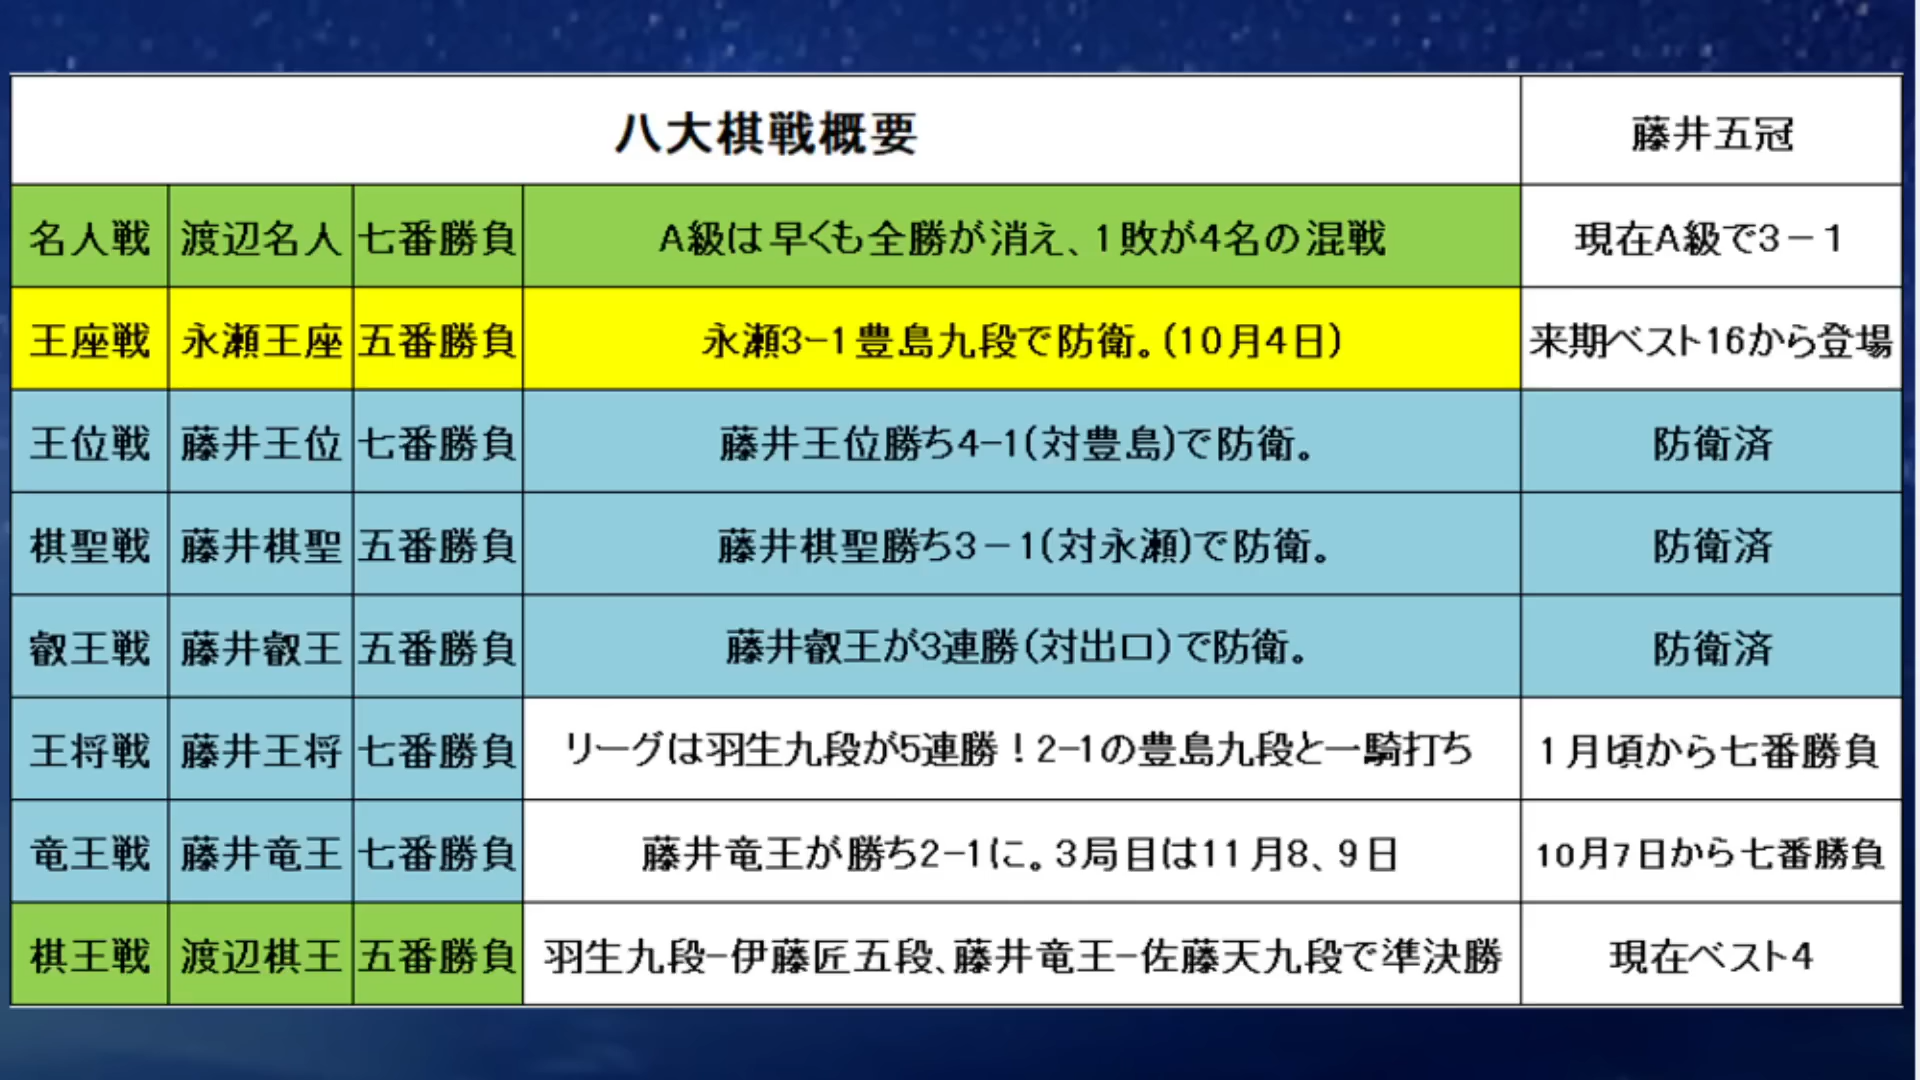 八大棋戦概要 藤井五冠
名人戦 渡辺名人 七番勝負 A級は早くも全勝が消え、1敗が4名の混戦 現在A級で3－1
王座戦 永瀬王座 五番勝負 永瀬3-1豊島九段で防衛。(10月4日) 来期ベスト16から登場
王位戦 藤井王位 七番勝負 藤井王位勝ち4-1(対豊島)で防衛。 防衛済
棋聖戦 藤井棋聖 五番勝負 藤井棋聖勝ち3－1(対永瀬)で防衛。 防衛済
叡王戦 藤井叡王 五番勝負 藤井叡王が3連勝(対出口)で防衛。 防衛済
王将戦 藤井王将 七番勝負 リーグは羽生九段が5連勝！2-1の豊島九段と一騎打ち 1月頃から七番勝負
竜王戦 藤井竜王 七番勝負 藤井竜王が勝ち2-1に。3局目は11月8、9日 10月7日から七番勝負
棋王戦 渡辺棋王 五番勝負 羽生九段-伊藤匠五段、藤井竜王-佐藤天九段で準決勝 現在ベスト4